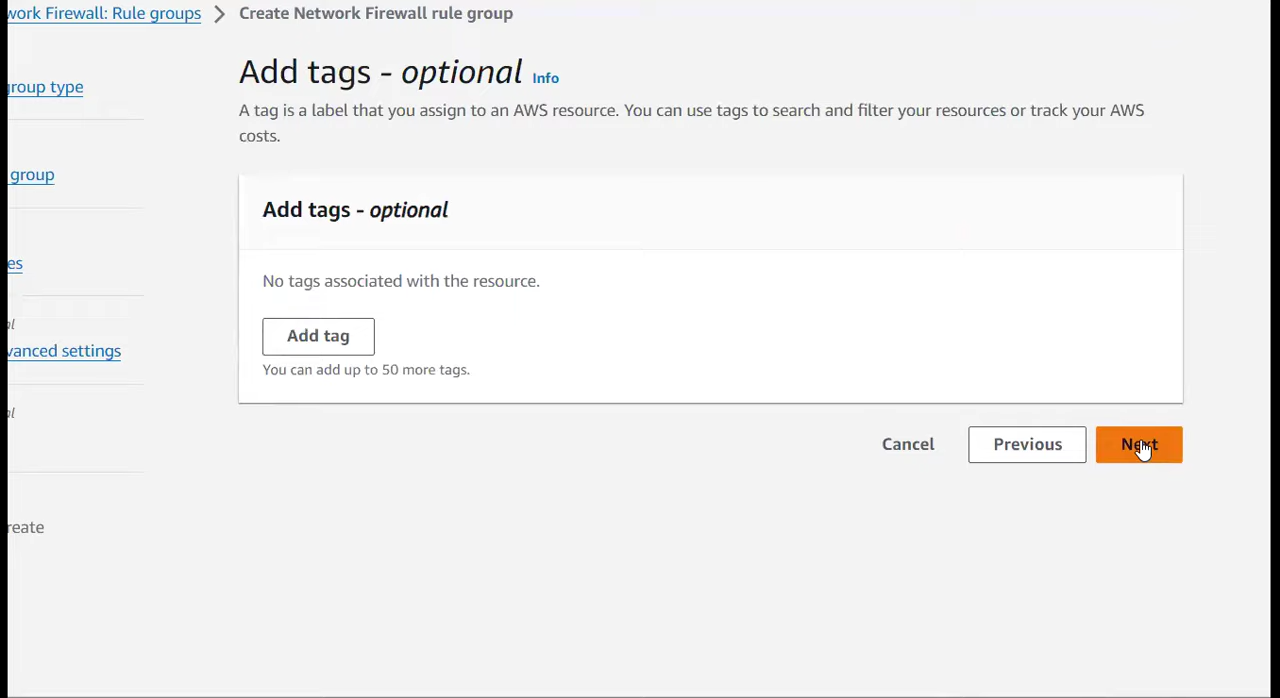 work Firewall: Rule groups > Create Network Firewall rule group
Add tags - optional Info
group type
A tag is a label that you assign to an AWS resource. You can use tags to search and filter your resources or track your AWS
costs.
group
Add tags - optional
es
No tags associated with the resource.
al
Add tag
vanced settings
You can add up to 50 more tags.
al
Cancel Previous Next
reate